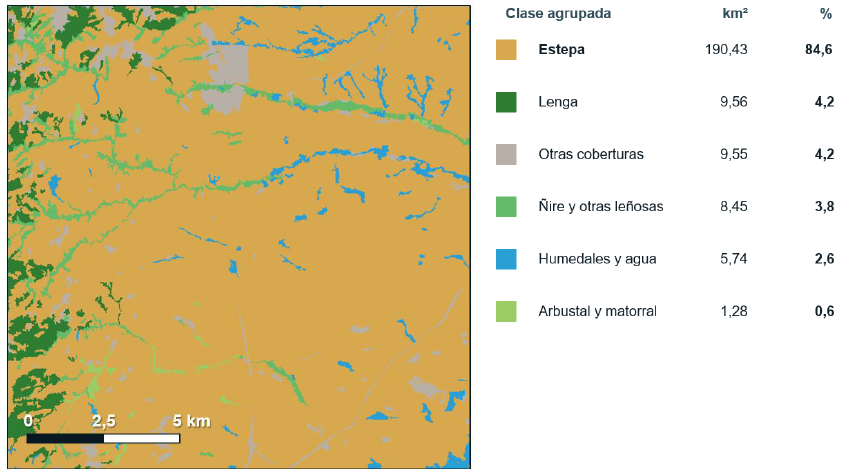 Clase agrupada km² %
Estepa 190,43 84,6
Lenga 9,56 4,2
Otras coberturas 9,55 4,2
Ñire y otras leñosas 8,45 3,8
Humedales y agua 5,74 2,6
Arbustal y matorral 1,28 0,6
0 2,5 5 km